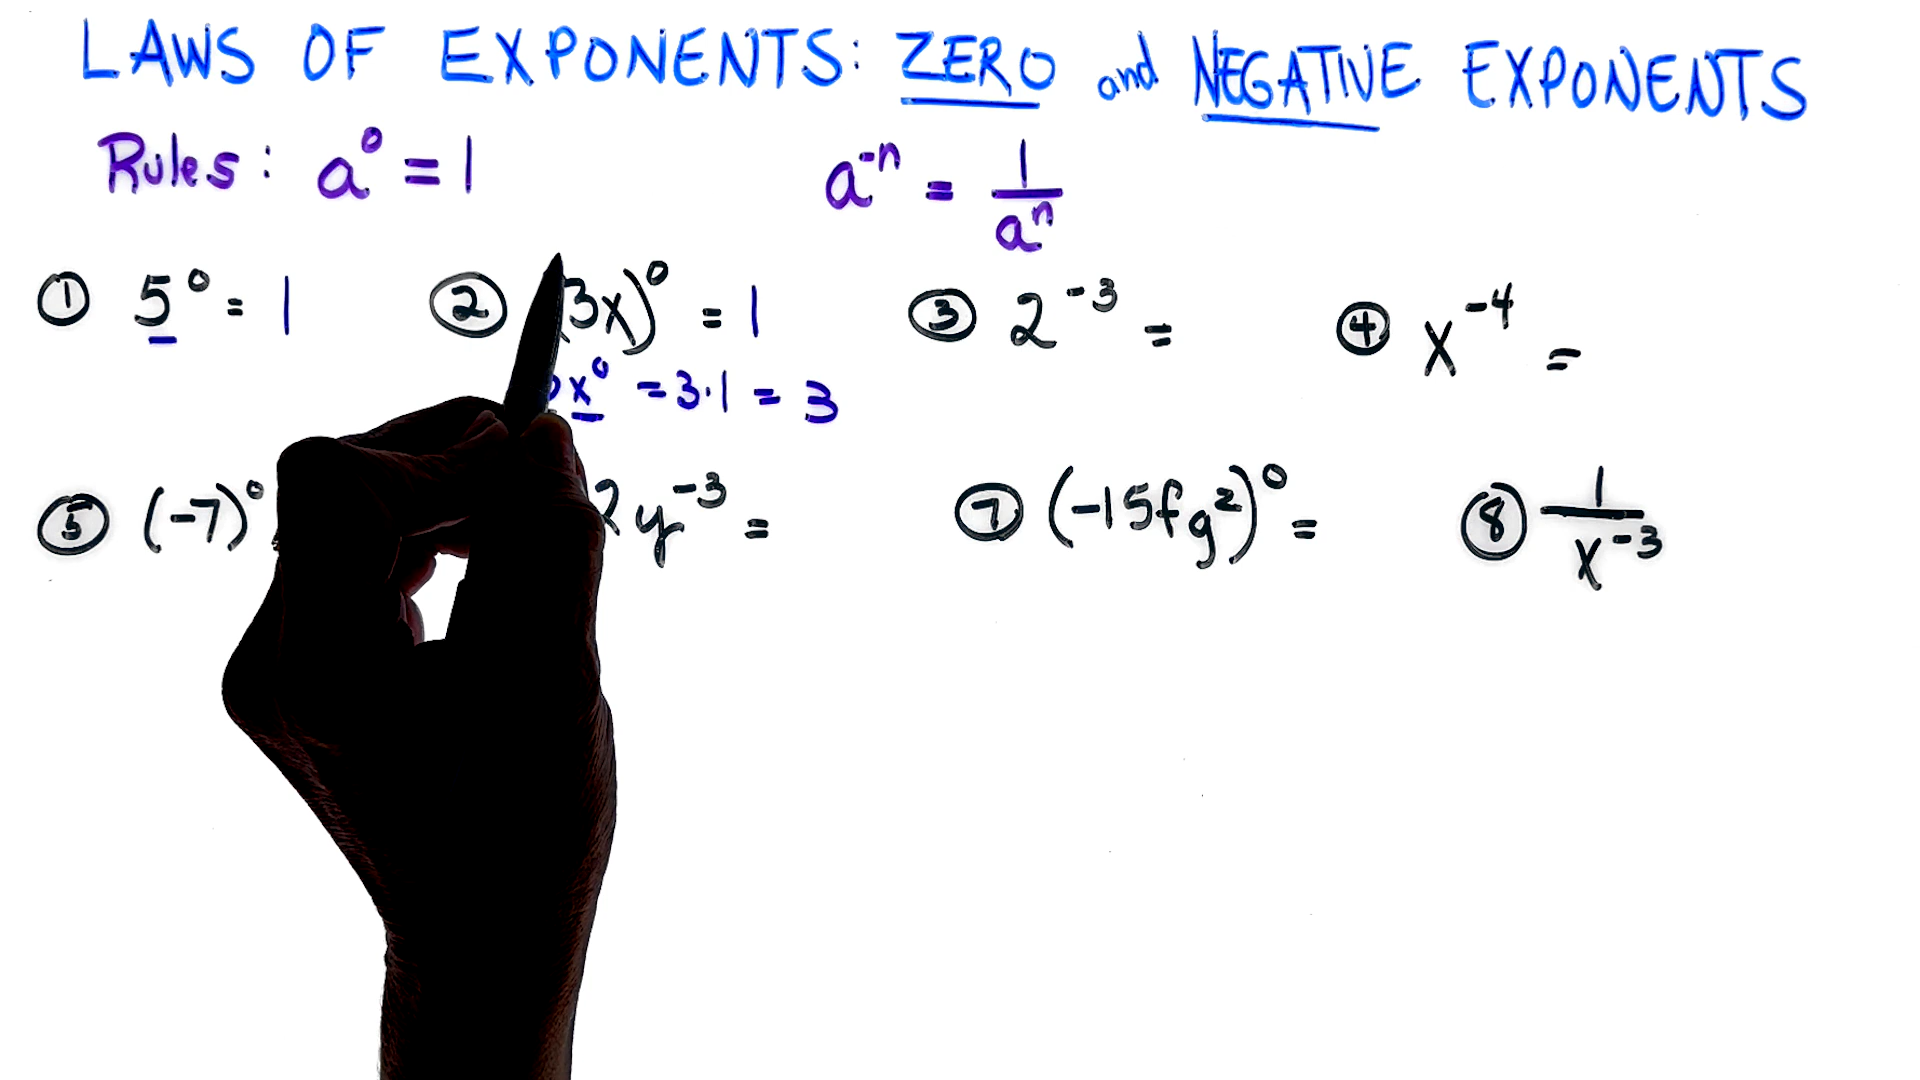 LAWS OF EXPONENTS: ZERO and NEGATIVE EXPONENTS
Rules: a⁰ = 1 a⁻ⁿ = 1/aⁿ
① 5⁰ = 1 ② (3x)⁰ = 1 ③ 2⁻³ = ④ x⁻⁴ =
x⁰ = 3·1 = 3
⑤ (-7)⁰ 2y⁻³ = ⑦ (-15fg²)⁰ = ⑧ 1/x⁻³